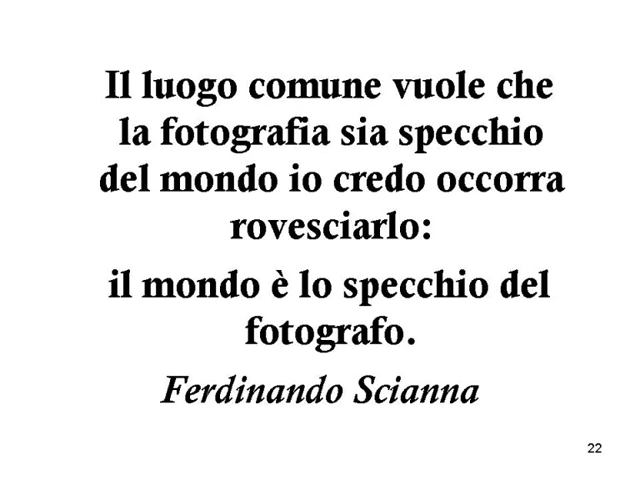 Il luogo comune vuole che
la fotografia sia specchio
del mondo io credo occorra
rovesciarlo:
il mondo è lo specchio del
fotografo.
Ferdinando Scianna
22